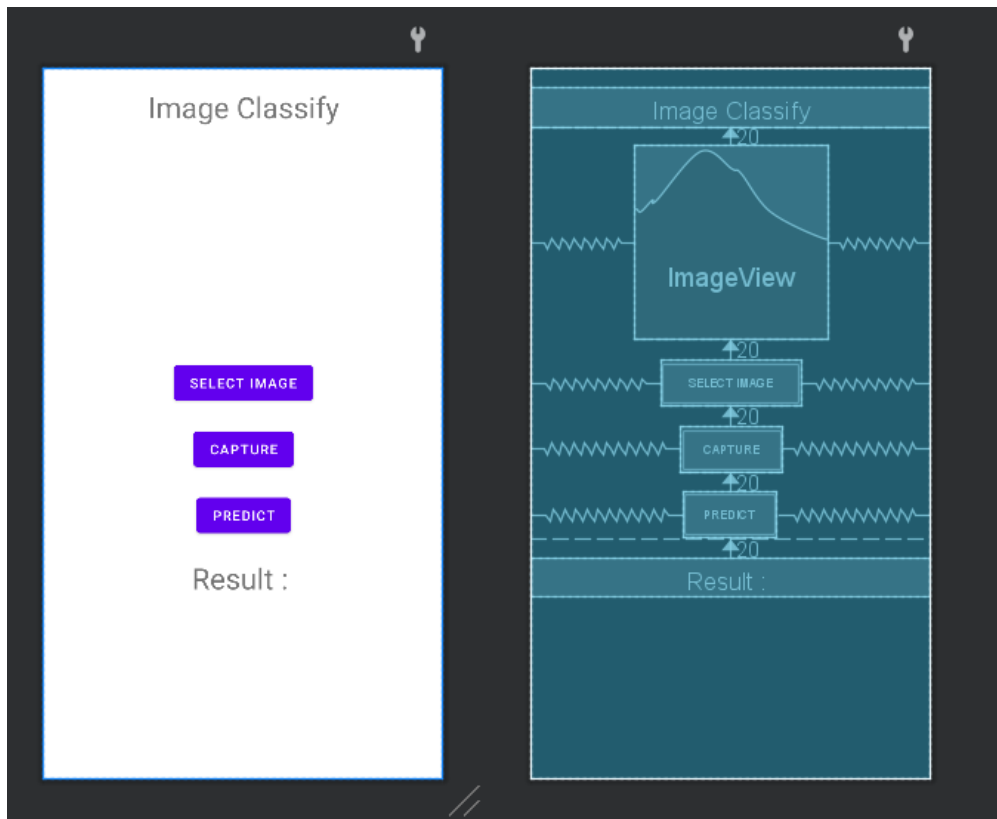 Image Classify
SELECT IMAGE
CAPTURE
PREDICT
Result :
Image Classify
20
ImageView
20
SELECT IMAGE
20
CAPTURE
20
PREDICT
20
Result :